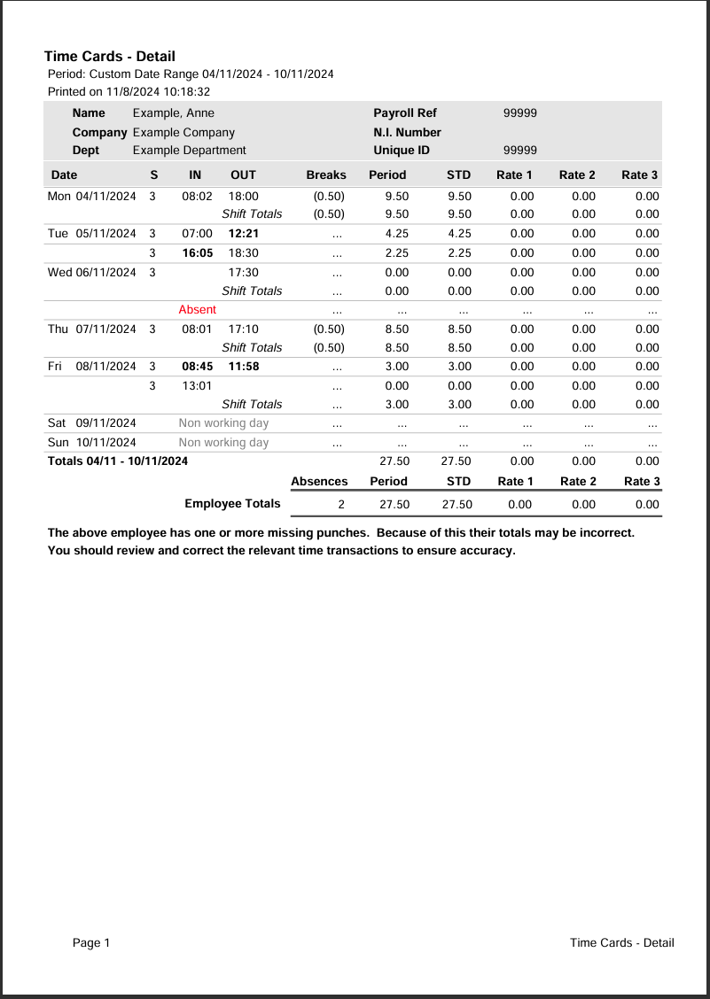 Time Cards - Detail
Period: Custom Date Range 04/11/2024 - 10/11/2024
Printed on 11/8/2024 10:18:32
Name Example, Anne Payroll Ref 99999
Company Example Company N.I. Number
Dept Example Department Unique ID 99999
Date S IN OUT Breaks Period STD Rate 1 Rate 2 Rate 3
Mon 04/11/2024 3 08:02 18:00 (0.50) 9.50 9.50 0.00 0.00 0.00
Shift Totals (0.50) 9.50 9.50 0.00 0.00 0.00
Tue 05/11/2024 3 07:00 12:21 ... 4.25 4.25 0.00 0.00 0.00
3 16:05 18:30 ... 2.25 2.25 0.00 0.00 0.00
Wed 06/11/2024 3 17:30 ... 0.00 0.00 0.00 0.00 0.00
Shift Totals ... 0.00 0.00 0.00 0.00 0.00
Absent ... ... ... ... ... ...
Thu 07/11/2024 3 08:01 17:10 (0.50) 8.50 8.50 0.00 0.00 0.00
Shift Totals (0.50) 8.50 8.50 0.00 0.00 0.00
Fri 08/11/2024 3 08:45 11:58 ... 3.00 3.00 0.00 0.00 0.00
3 13:01 ... 0.00 0.00 0.00 0.00 0.00
Shift Totals ... 3.00 3.00 0.00 0.00 0.00
Sat 09/11/2024 Non working day ... ... ... ... ... ...
Sun 10/11/2024 Non working day ... ... ... ... ... ...
Totals 04/11 - 10/11/2024 27.50 27.50 0.00 0.00 0.00
Absences Period STD Rate 1 Rate 2 Rate 3
Employee Totals 2 27.50 27.50 0.00 0.00 0.00
The above employee has one or more missing punches.  Because of this their totals may be incorrect.
You should review and correct the relevant time transactions to ensure accuracy.
Page 1 Time Cards - Detail